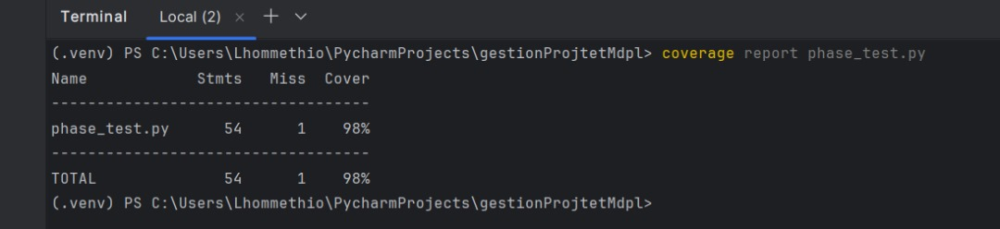 Terminal Local (2) × + ∨
(.venv) PS C:\Users\Lhommethio\PycharmProjects\gestionProjtetMdpl> coverage report phase_test.py
Name Stmts Miss Cover
-----------------------------------
phase_test.py 54 1 98%
-----------------------------------
TOTAL 54 1 98%
(.venv) PS C:\Users\Lhommethio\PycharmProjects\gestionProjtetMdpl>